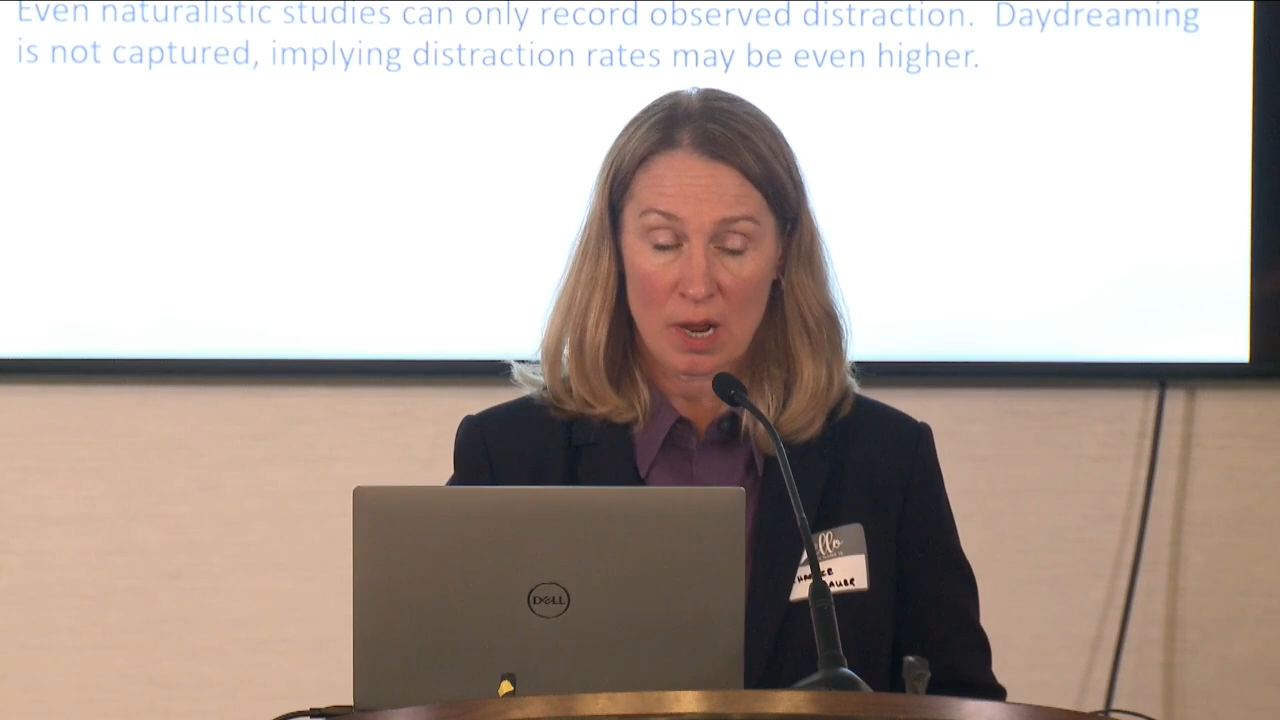 Even naturalistic studies can only record observed distraction. Daydreaming
is not captured, implying distraction rates may be even higher.
DELL